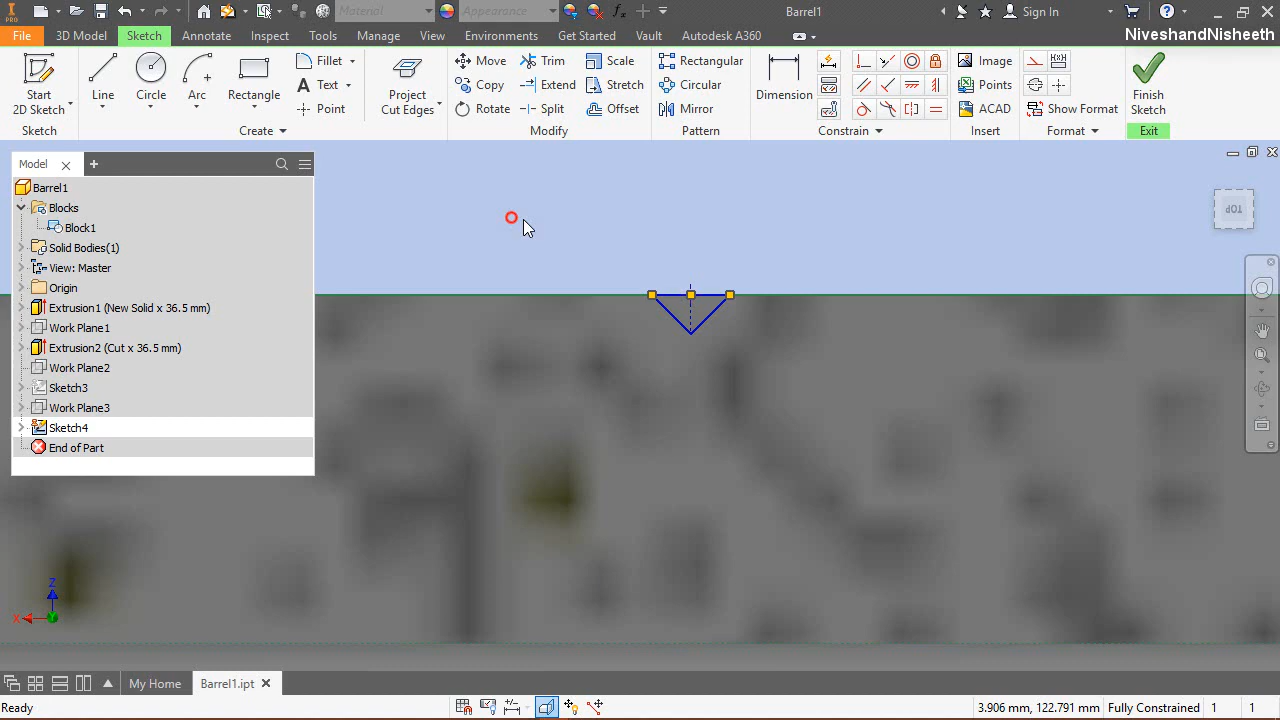 PRO
Material
Appearance
Barrel1
Sign In
File
3D Model
Sketch
Annotate
Inspect
Tools
Manage
View
Environments
Get Started
Vault
Autodesk A360
NiveshandNisheeth
Start
2D Sketch
Line
Circle
Arc
Rectangle
Fillet
Text
Point
Project
Cut Edges
Move
Copy
Rotate
Trim
Extend
Split
Scale
Stretch
Offset
Rectangular
Circular
Mirror
Dimension
Image
Points
ACAD
Show Format
Finish
Sketch
Sketch
Create
Modify
Pattern
Constrain
Insert
Format
Exit
Model
Barrel1
Blocks
Block1
Solid Bodies(1)
View: Master
Origin
Extrusion1 (New Solid x 36.5 mm)
Work Plane1
Extrusion2 (Cut x 36.5 mm)
Work Plane2
Sketch3
Work Plane3
Sketch4
End of Part
TOP
Z
X
My Home
Barrel1.ipt
Ready
3.906 mm, 122.791 mm
Fully Constrained
1
1